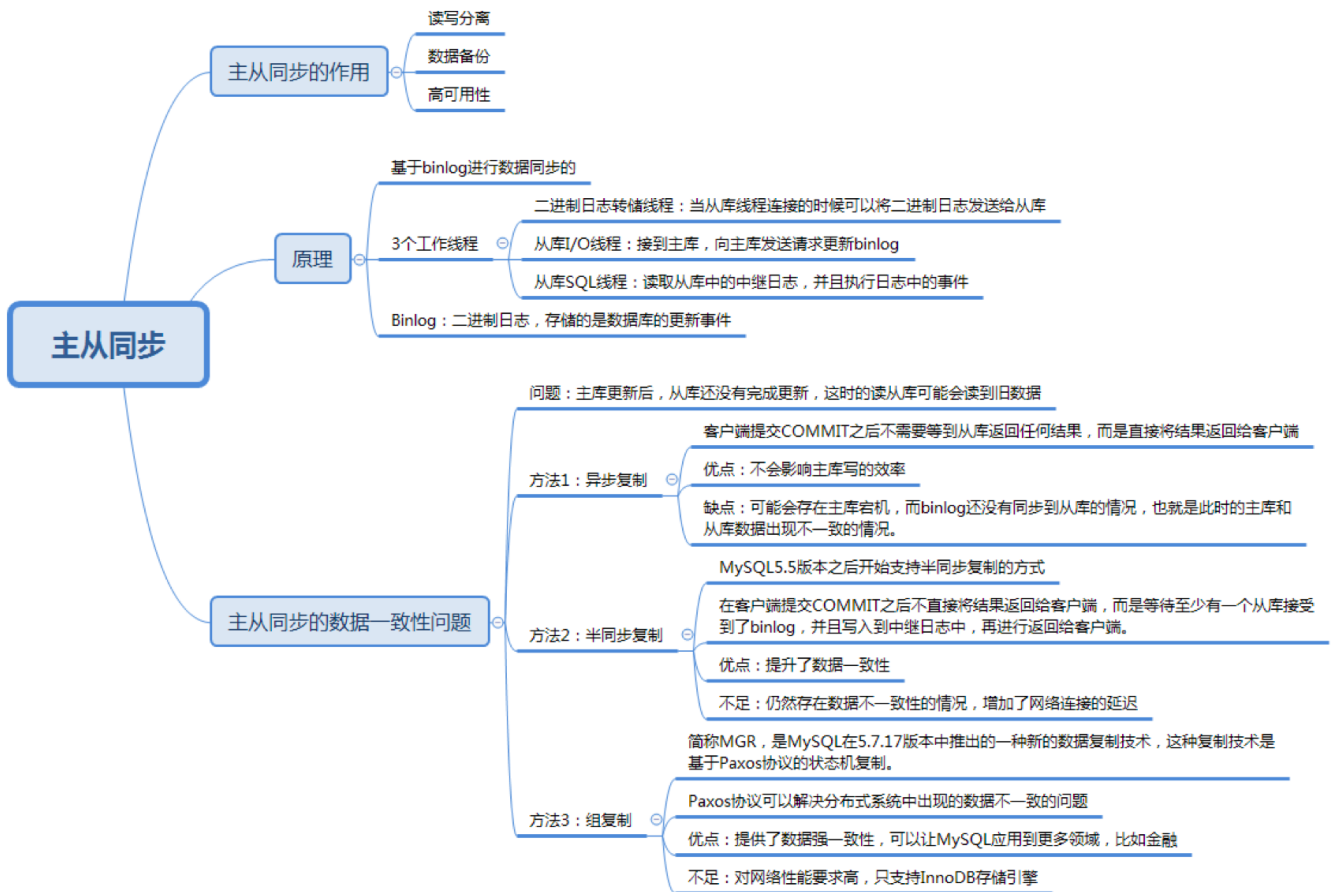 主从同步
主从同步的作用
读写分离
数据备份
高可用性
原理
基于binlog进行数据同步的
3个工作线程
二进制日志转储线程：当从库线程连接的时候可以将二进制日志发送给从库
从库I/O线程：接到主库，向主库发送请求更新binlog
从库SQL线程：读取从库中的中继日志，并且执行日志中的事件
Binlog：二进制日志，存储的是数据库的更新事件
主从同步的数据一致性问题
问题：主库更新后，从库还没有完成更新，这时的读从库可能会读到旧数据
方法1：异步复制
客户端提交COMMIT之后不需要等到从库返回任何结果，而是直接将结果返回给客户端
优点：不会影响主库写的效率
缺点：可能会存在主库宕机，而binlog还没有同步到从库的情况，也就是此时的主库和
从库数据出现不一致的情况。
方法2：半同步复制
MySQL5.5版本之后开始支持半同步复制的方式
在客户端提交COMMIT之后不直接将结果返回给客户端，而是等待至少有一个从库接受
到了binlog，并且写入到中继日志中，再进行返回给客户端。
优点：提升了数据一致性
不足：仍然存在数据不一致性的情况，增加了网络连接的延迟
方法3：组复制
简称MGR，是MySQL在5.7.17版本中推出的一种新的数据复制技术，这种复制技术是
基于Paxos协议的状态机复制。
Paxos协议可以解决分布式系统中出现的数据不一致的问题
优点：提供了数据强一致性，可以让MySQL应用到更多领域，比如金融
不足：对网络性能要求高，只支持InnoDB存储引擎